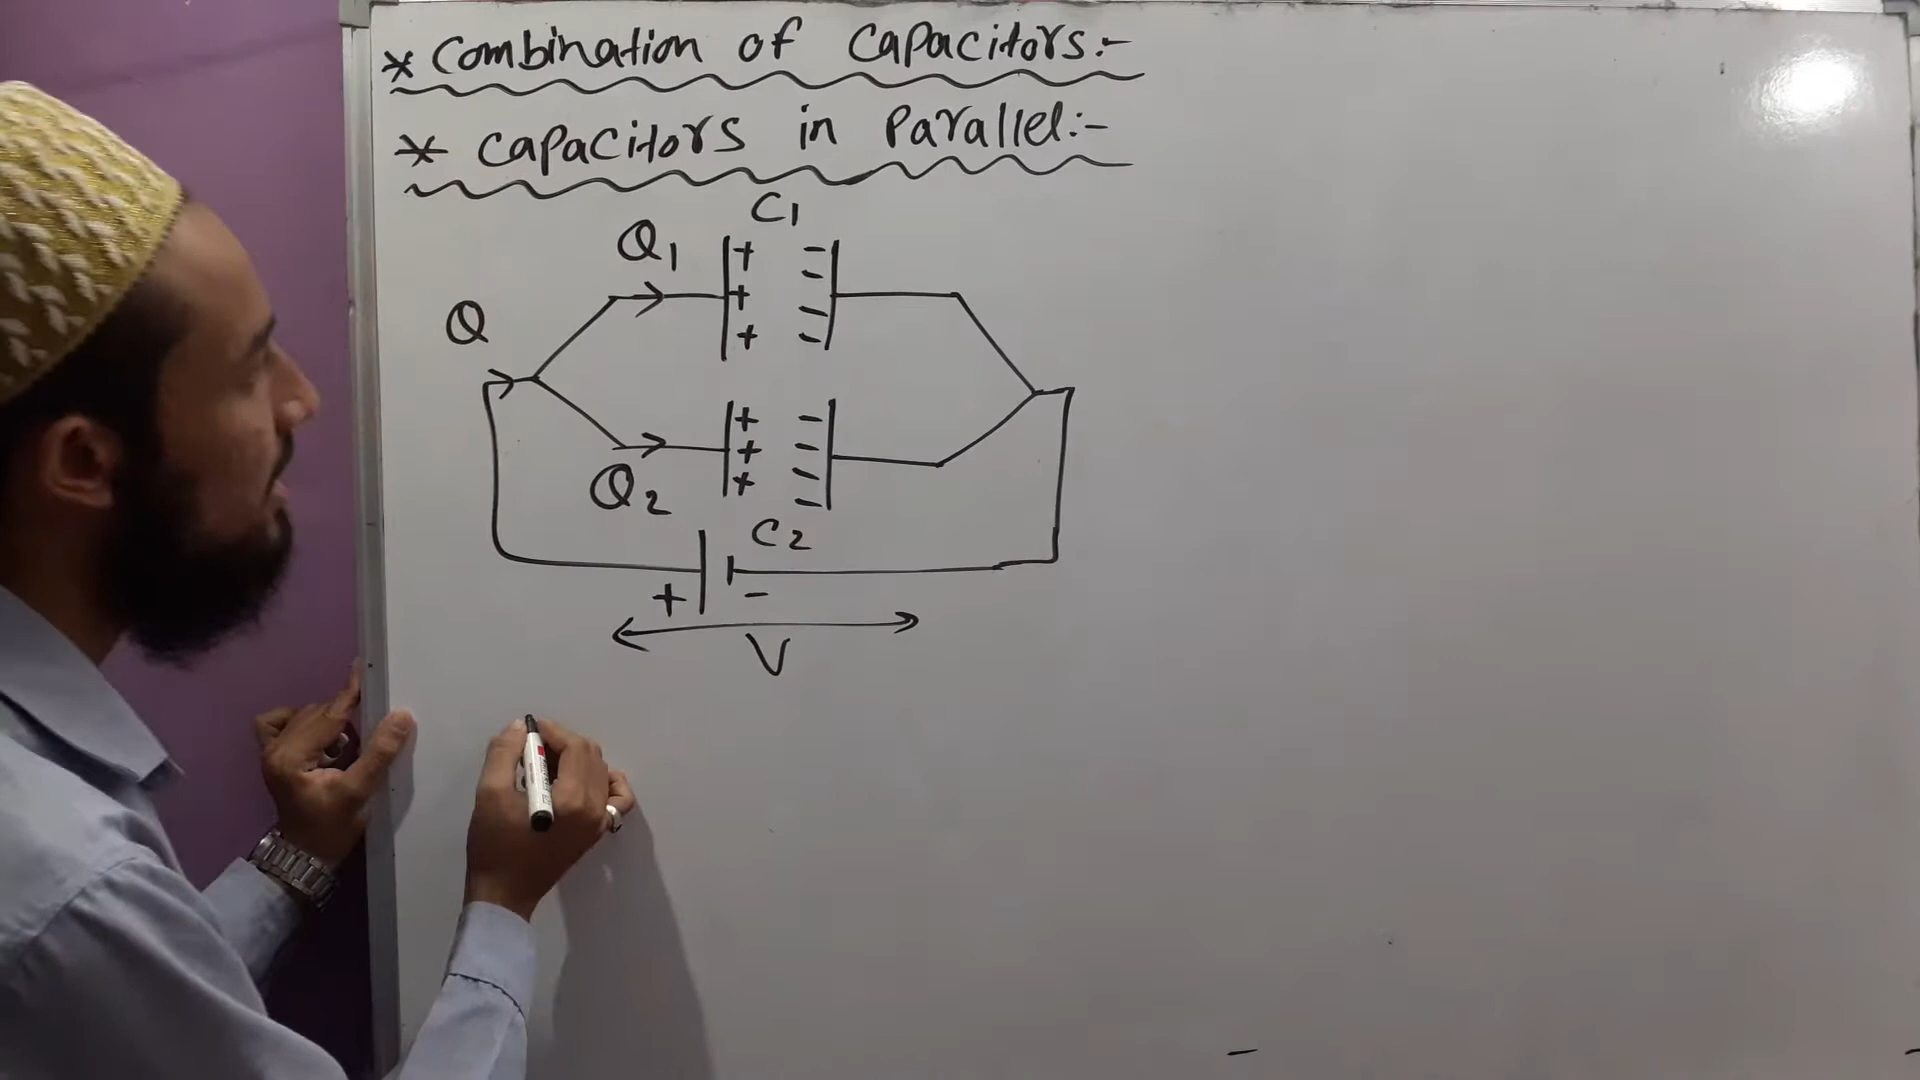 * Combination of Capacitors:-
* Capacitors in Parallel:-
C1
Q1
+ -
-
Q
+ -
+ -
+ -
+ -
Q2
+ -
-
C2
+ -
V